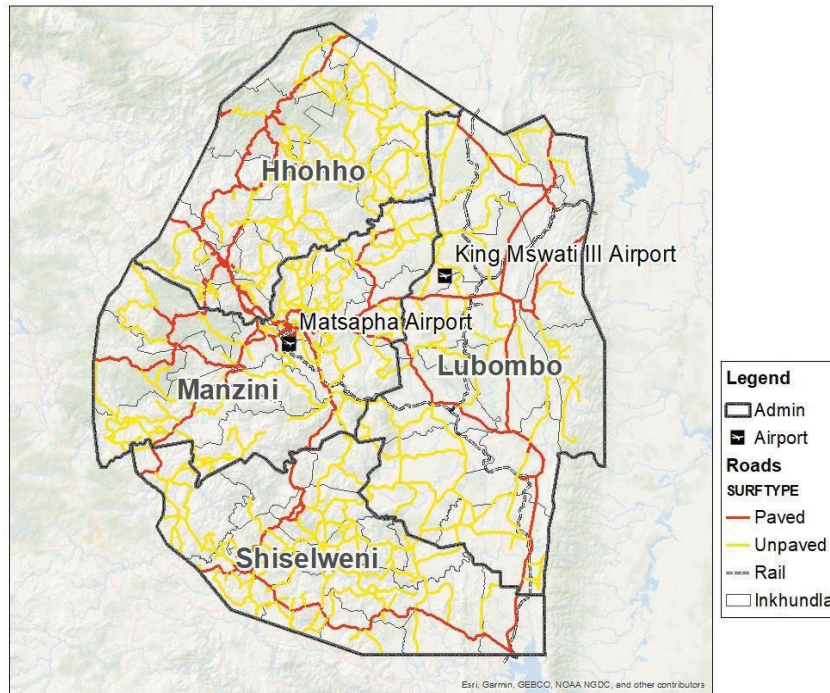 Hhohho
King Mswati III Airport
Matsapha Airport
Lubombo
Manzini
Shiselweni
Legend
Admin
Airport
Roads
SURFTYPE
Paved
Unpaved
Rail
Inkhundla
Esri, Garmin, GEBCO, NOAA NGDC, and other contributors